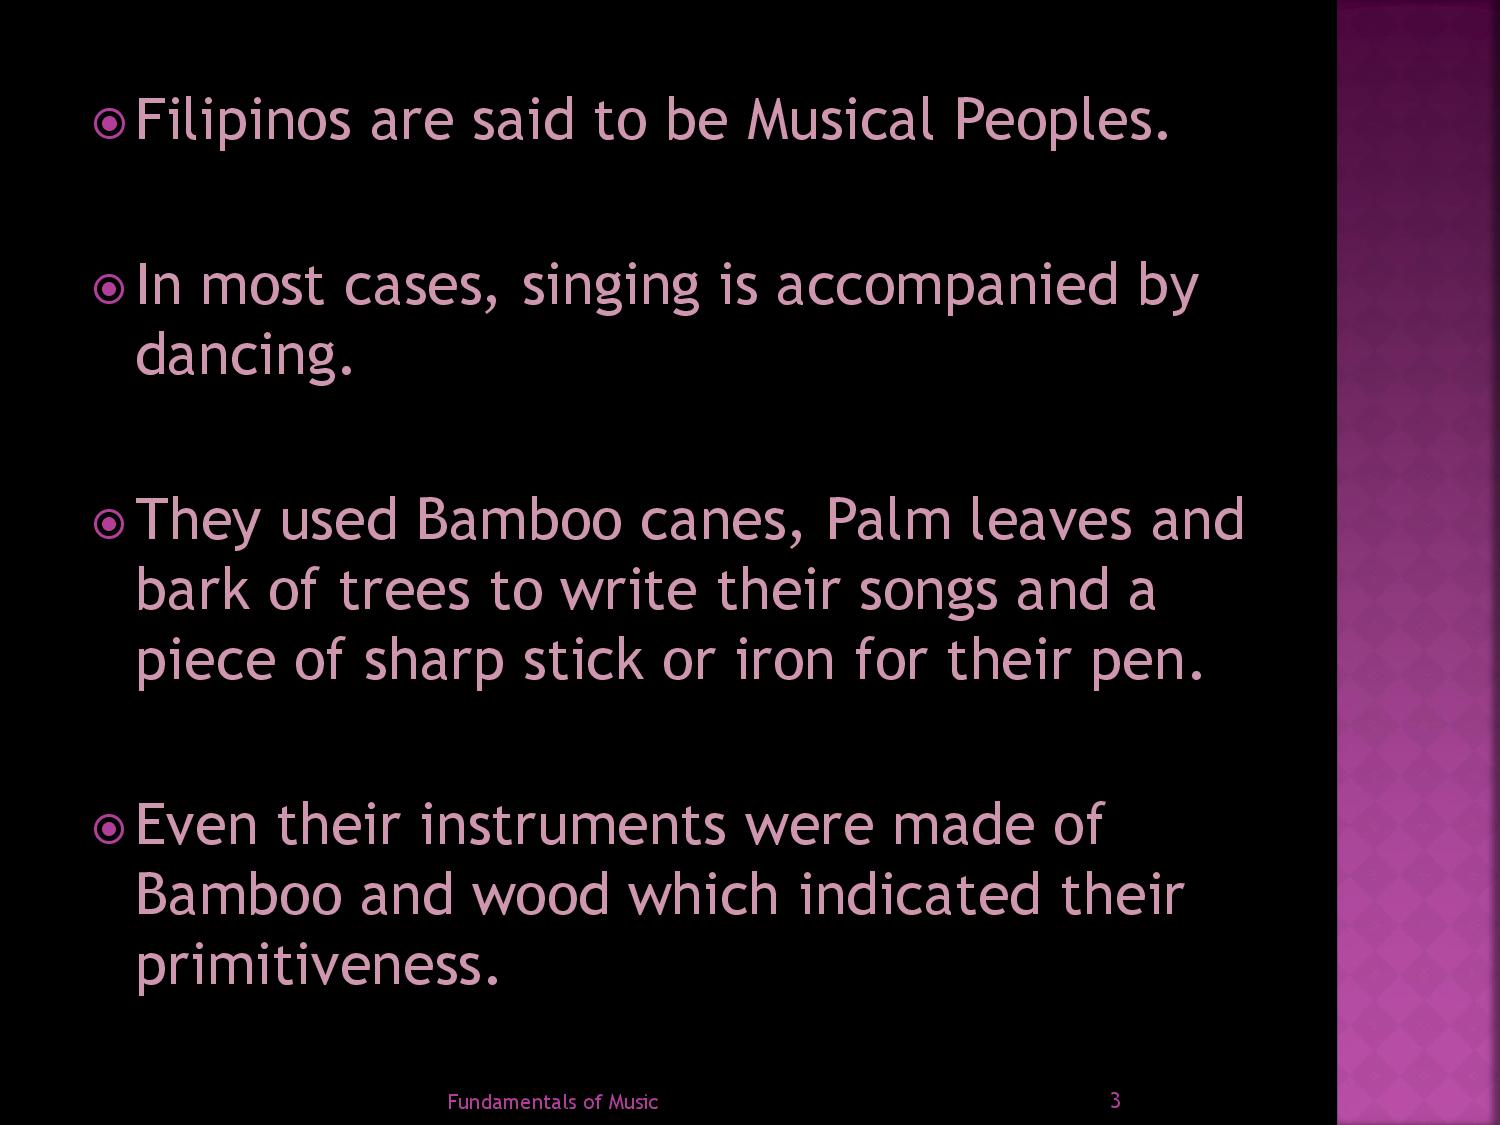 Filipinos are said to be Musical Peoples.
In most cases, singing is accompanied by
dancing.
They used Bamboo canes, Palm leaves and
bark of trees to write their songs and a
piece of sharp stick or iron for their pen.
Even their instruments were made of
Bamboo and wood which indicated their
primitiveness.
Fundamentals of Music
3